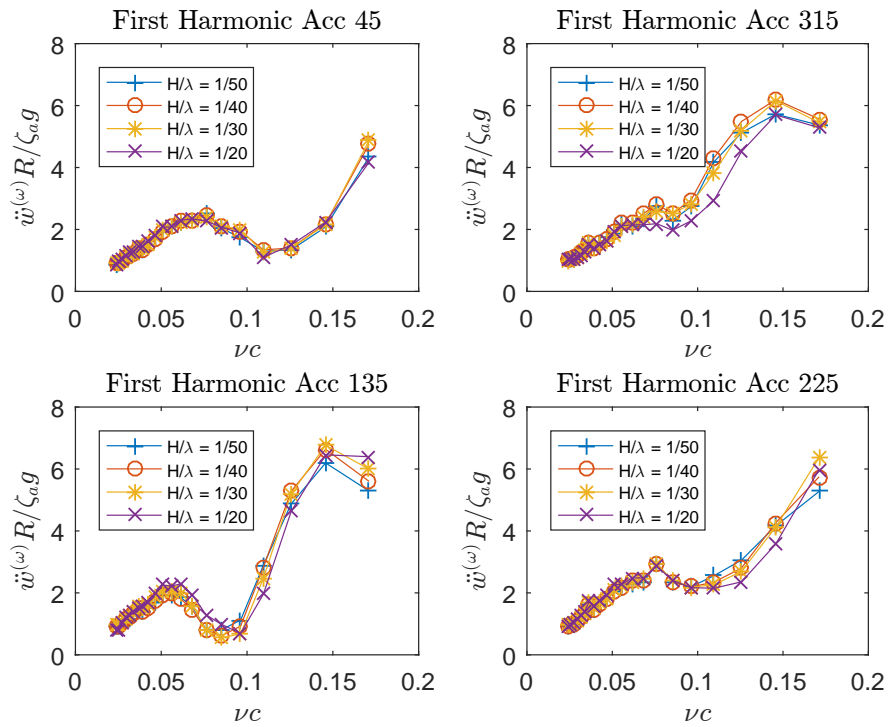 First Harmonic Acc 45
8
6
4
2
0
ẅ^(ω)R/ζ_a g
H/λ = 1/50
H/λ = 1/40
H/λ = 1/30
H/λ = 1/20
0 0.05 0.1 0.15 0.2
νc
First Harmonic Acc 315
8
6
4
2
0
ẅ^(ω)R/ζ_a g
H/λ = 1/50
H/λ = 1/40
H/λ = 1/30
H/λ = 1/20
0 0.05 0.1 0.15 0.2
νc
First Harmonic Acc 135
8
6
4
2
0
ẅ^(ω)R/ζ_a g
H/λ = 1/50
H/λ = 1/40
H/λ = 1/30
H/λ = 1/20
0 0.05 0.1 0.15 0.2
νc
First Harmonic Acc 225
8
6
4
2
0
ẅ^(ω)R/ζ_a g
H/λ = 1/50
H/λ = 1/40
H/λ = 1/30
H/λ = 1/20
0 0.05 0.1 0.15 0.2
νc